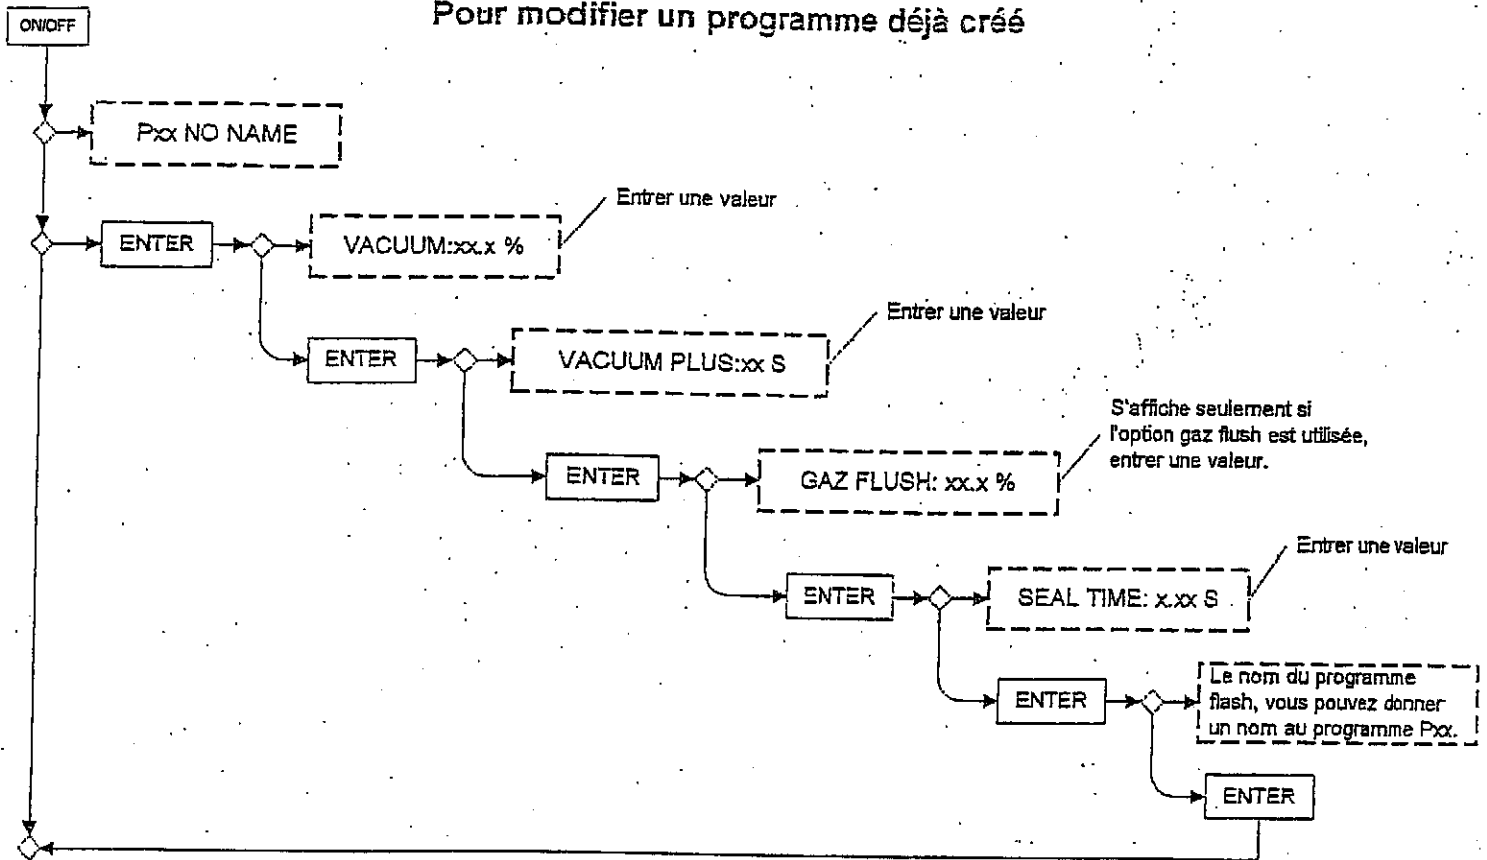 Pour modifier un programme déjà créé
ON/OFF
Pxx NO NAME
Entrer une valeur
ENTER
VACUUM:xx.x %
Entrer une valeur
ENTER
VACUUM PLUS:xx S
S'affiche seulement si
l'option gaz flush est utilisée,
entrer une valeur.
ENTER
GAZ FLUSH: xx.x %
Entrer une valeur
ENTER
SEAL TIME: x.xx S
ENTER
Le nom du programme
flash, vous pouvez donner
un nom au programme Pxx.
ENTER